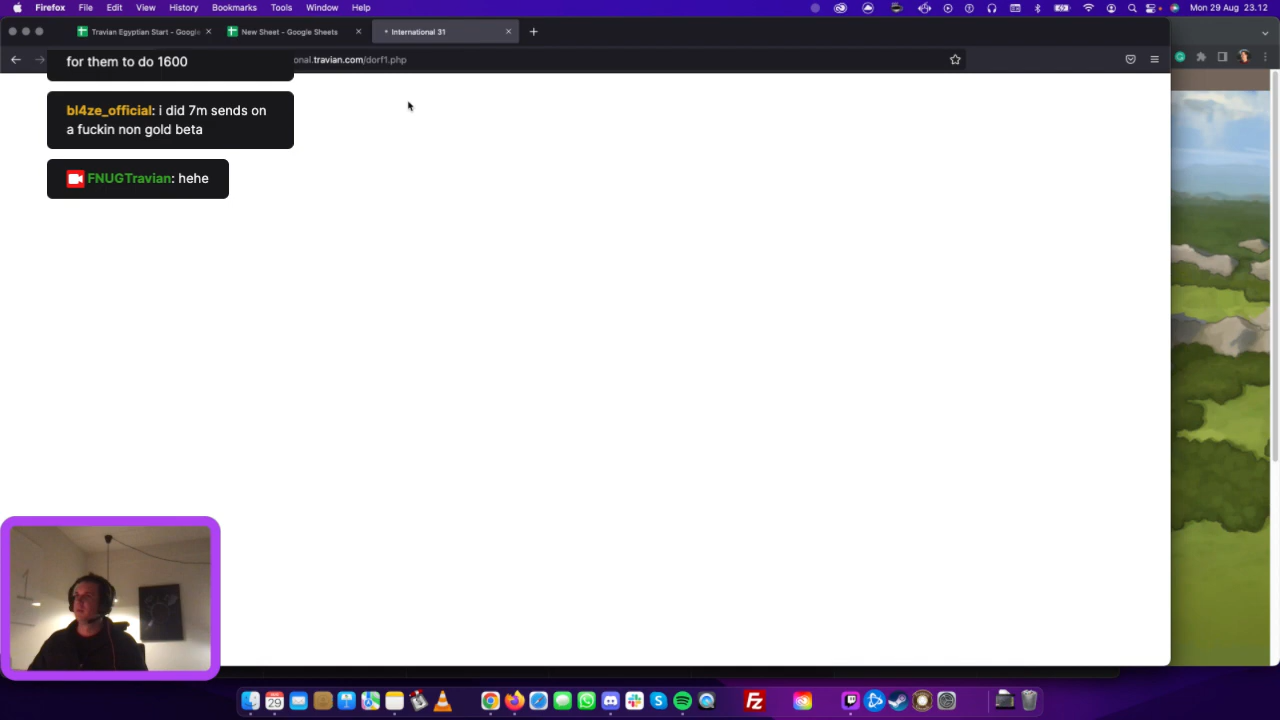 Firefox File Edit View History Bookmarks Tools Window Help Mon 29 Aug 23.12
Travian Egyptian Start - Google
New Sheet - Google Sheets
International 31
onal.travian.com/dorf1.php
for them to do 1600
bl4ze_official: i did 7m sends on
a fuckin non gold beta
FNUGTravian: hehe
29